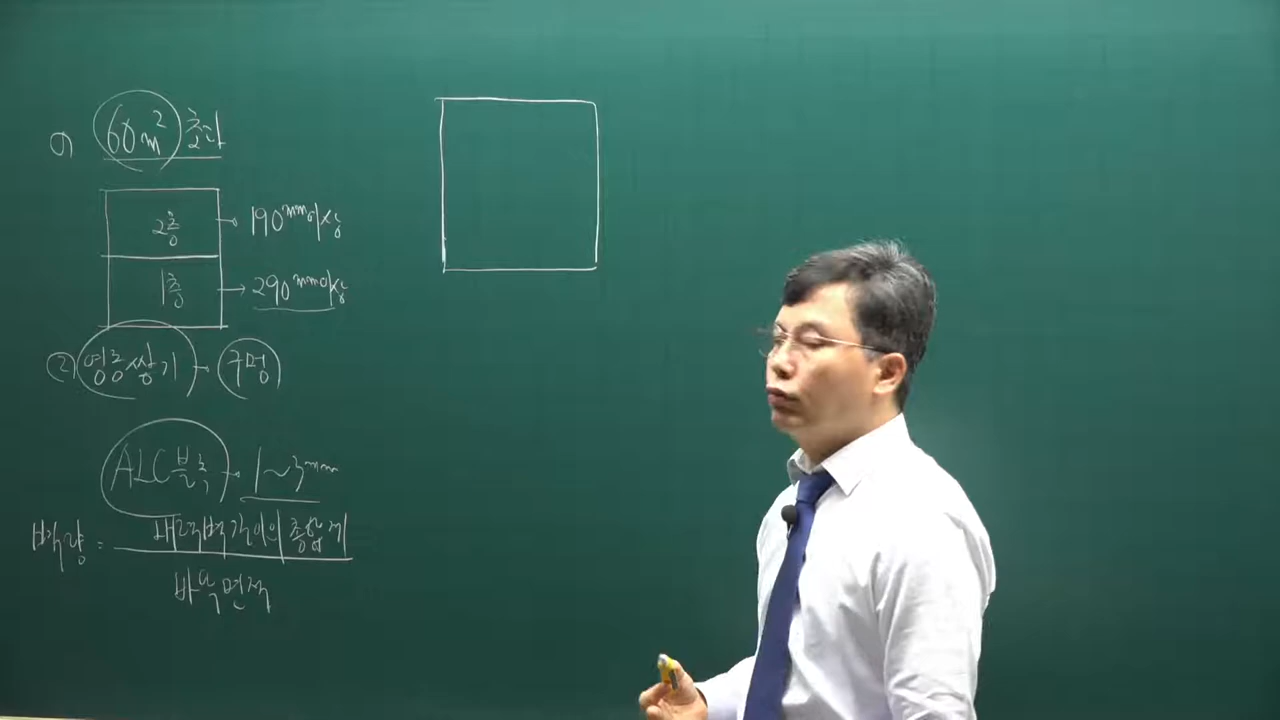 1) 60m² 초과
2층 190mm이상
1층 290mm이상
2) 영롱쌓기 구멍
ALC블록 1~3mm
벽량 = 내력벽길이의 총합계
바닥면적